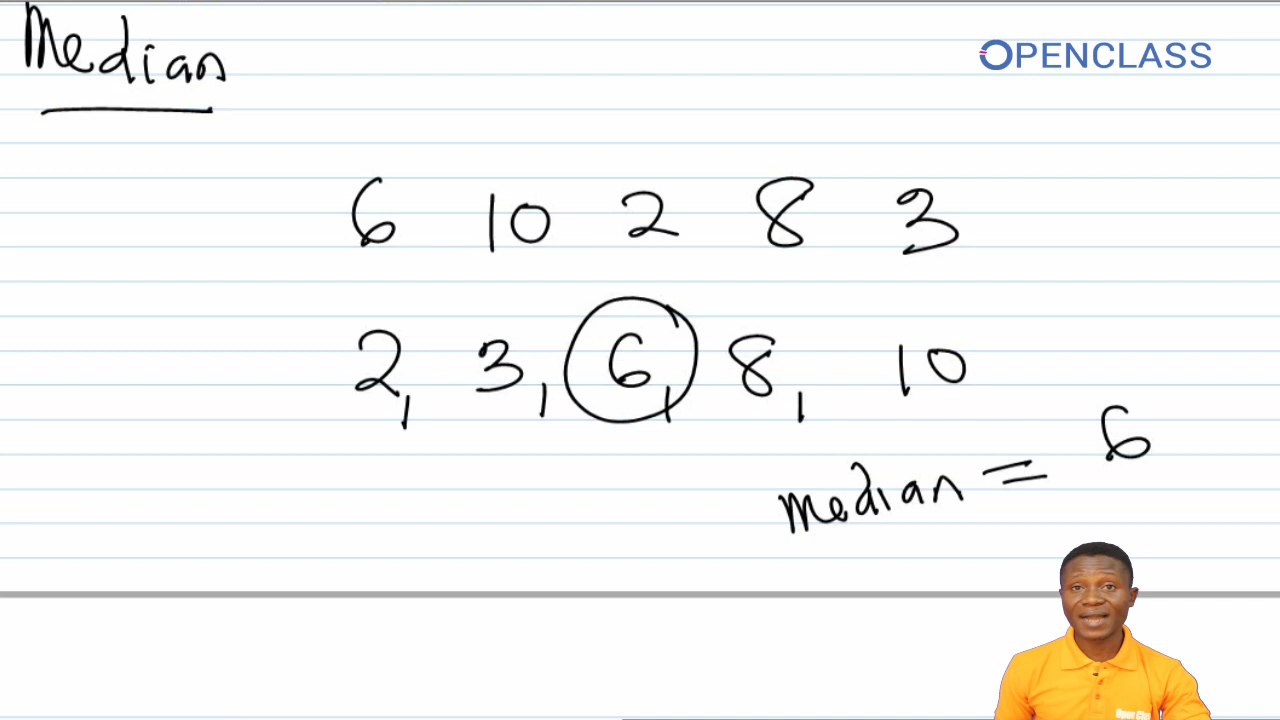 Median
OPENCLASS
6 10 2 8 3
2, 3, 6, 8, 10
median = 6